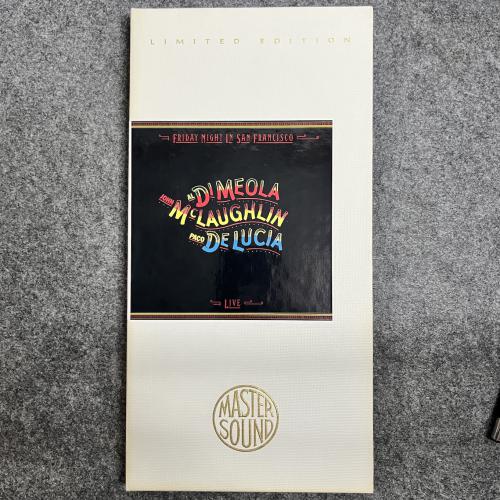 LIMITED EDITION
FRIDAY NIGHT IN SAN FRANCISCO
AL DI MEOLA
JOHN McLAUGHLIN
PACO DE LUCIA
LIVE
MASTER
SOUND